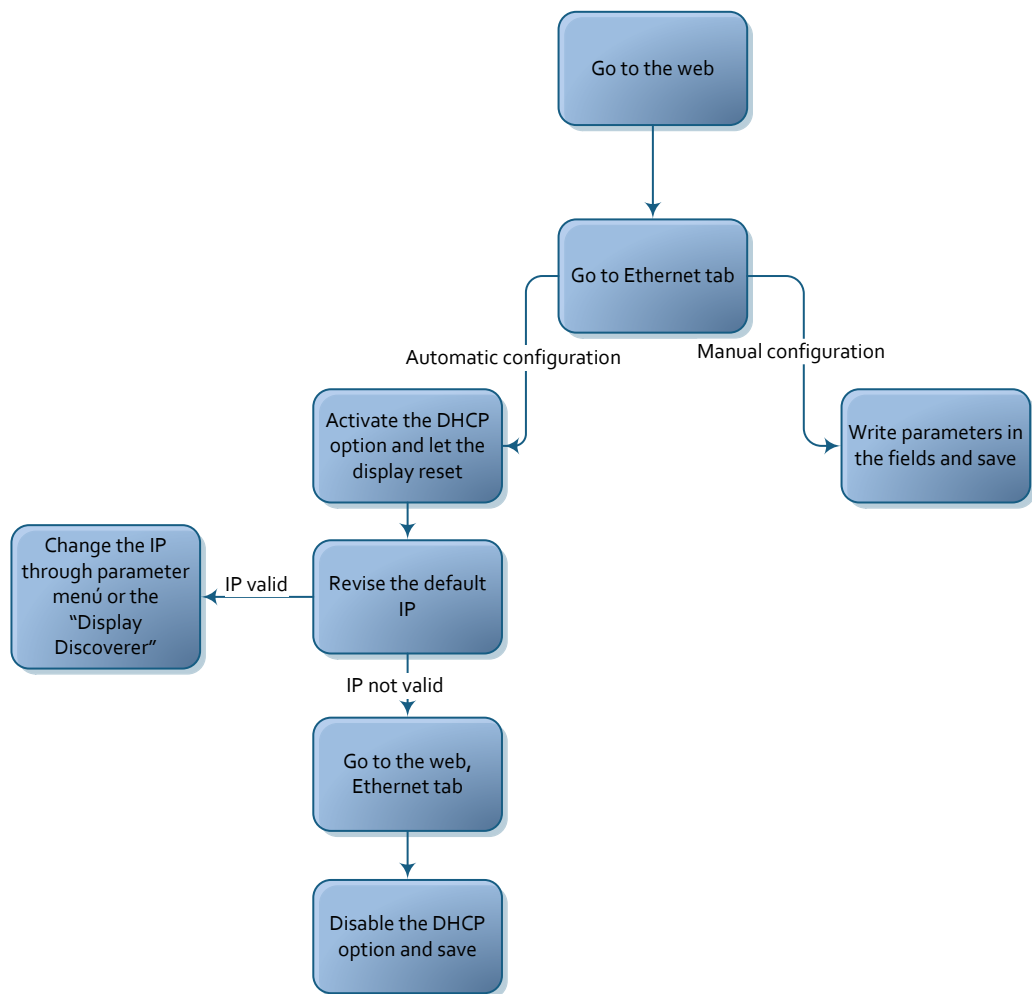 Go to the web
Go to Ethernet tab
Automatic configuration
Manual configuration
Activate the DHCP
option and let the
display reset
Write parameters in
the fields and save
Change the IP
through parameter
menú or the
“Display
Discoverer”
IP valid
Revise the default
IP
IP not valid
Go to the web,
Ethernet tab
Disable the DHCP
option and save